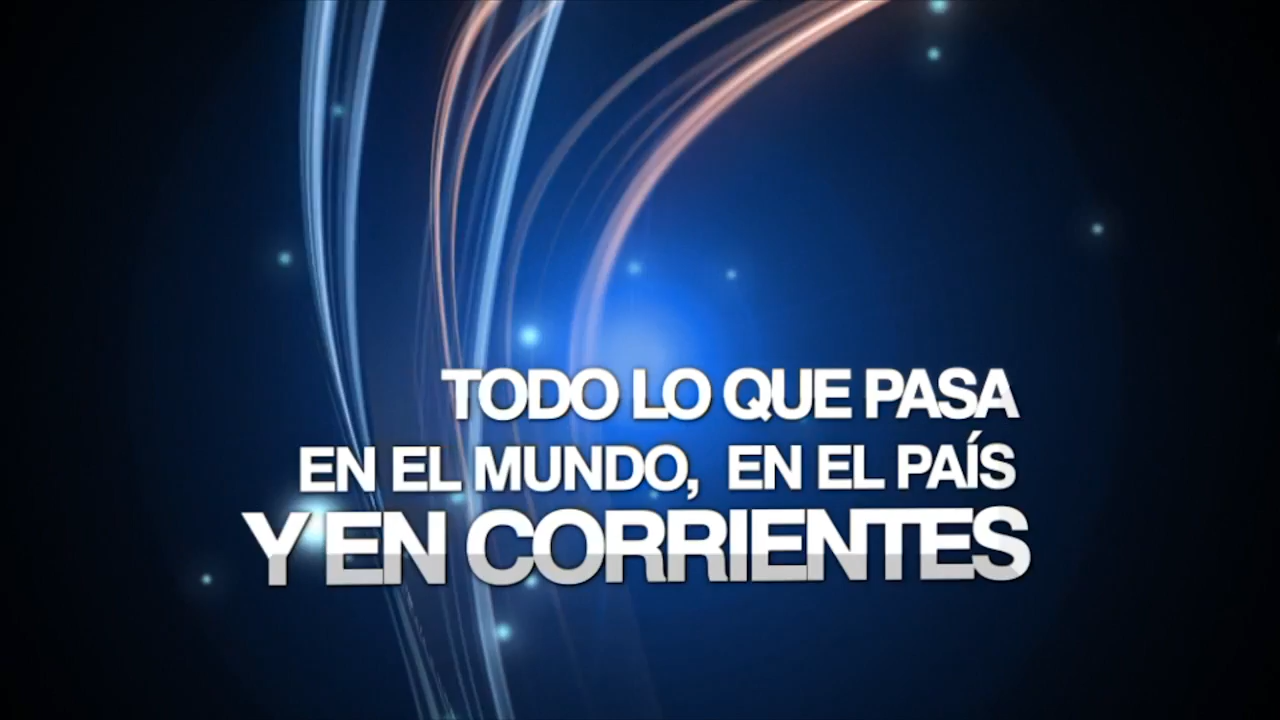 TODO LO QUE PASA
EN EL MUNDO, EN EL PAÍS
Y EN CORRIENTES